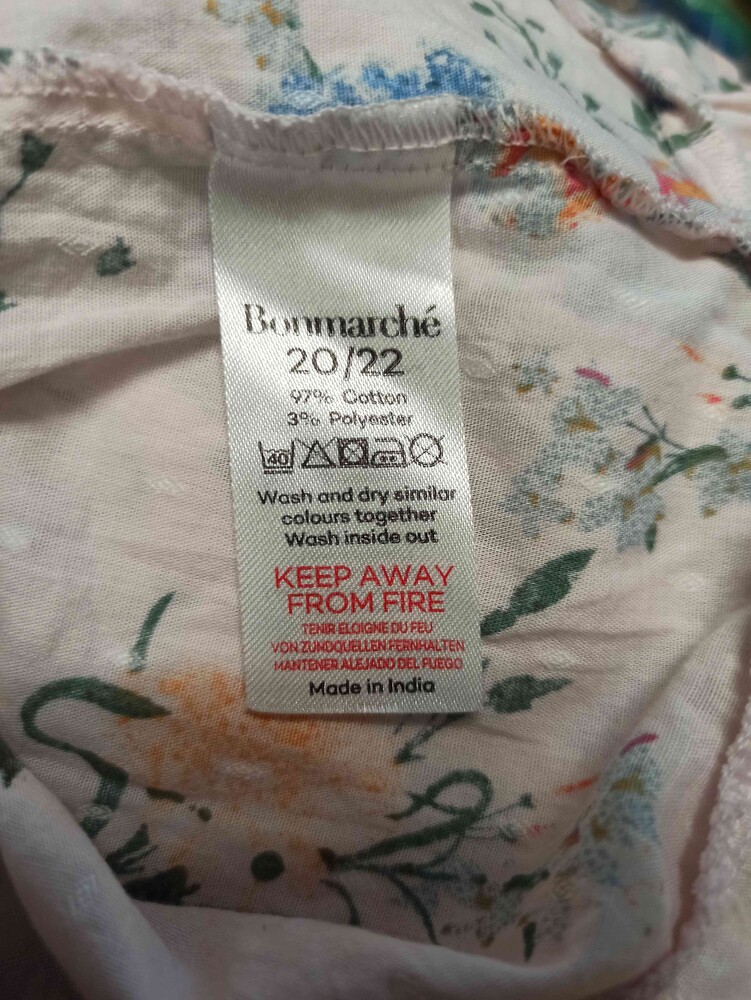 Bonmarché
20/22
97% Cotton
3% Polyester
40
Wash and dry similar
colours together
Wash inside out
KEEP AWAY
FROM FIRE
TENIR ELOIGNE DU FEU
VON ZUNDQUELLEN FERNHALTEN
MANTENER ALEJADO DEL FUEGO
Made in India